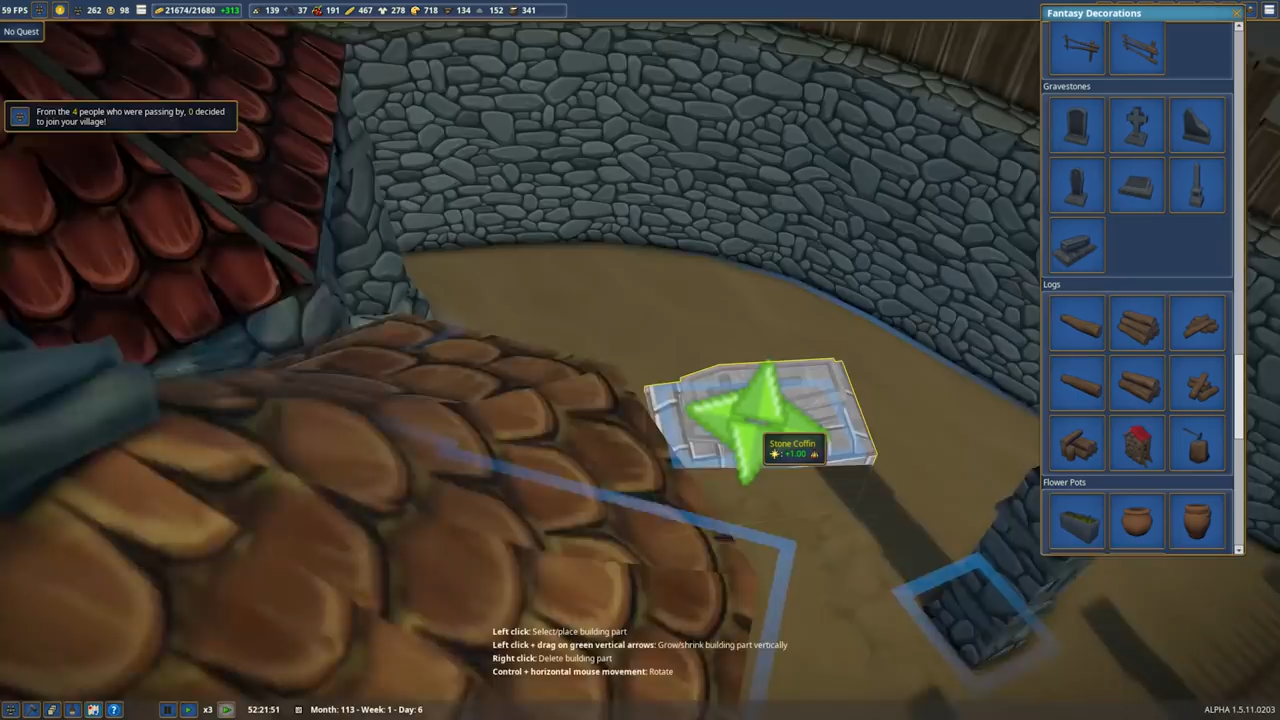 59 FPS 262 98 21674/21680 +313 139 37 191 467 278 718 134 152 341
Fantasy Decorations
No Quest
Gravestones
From the 4 people who were passing by, 0 decided
to join your village!
Logs
Stone Coffin
: +1.00
Flower Pots
Left click: Select/place building part
Left click + drag on green vertical arrows: Grow/shrink building part vertically
Right click: Delete building part
Control + horizontal mouse movement: Rotate
x3 52:21:51 Month: 113 - Week: 1 - Day: 6
ALPHA 1.5.11.0203